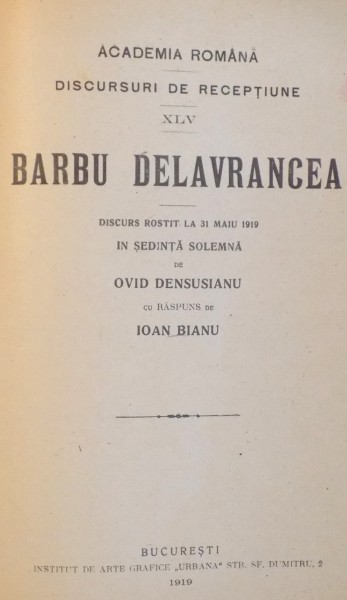 ACADEMIA ROMÂNĂ
DISCURSURI DE RECEPȚIUNE
XLV
BARBU DELAVRANCEA
DISCURS ROSTIT LA 31 MAIU 1919
IN ȘEDINȚĂ SOLEMNĂ
DE
OVID DENSUSIANU
CU RĂSPUNS DE
IOAN BIANU
BUCUREȘTI
INSTITUT DE ARTE GRAFICE „URBANA" STR. SF. DUMITRU, 2
1919